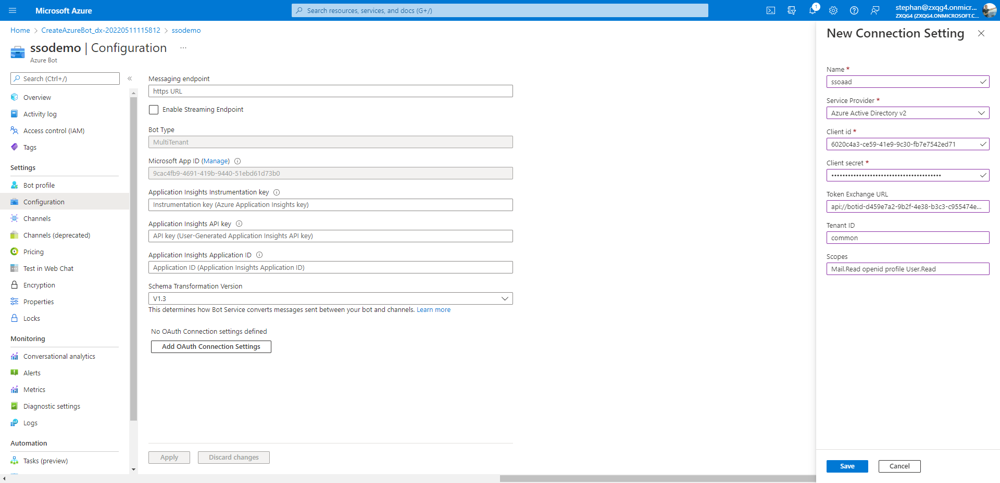 Microsoft Azure
Search resources, services, and docs (G+/)
1
stephan@zxqg4.onmicr...
ZXQG4 (ZXQG4.ONMICROSOFT.C...
Home
CreateAzureBot_dx-20220511115812
ssodemo
ssodemo | Configuration
...
Azure Bot
Search (Ctrl+/)
«
Overview
Activity log
Access control (IAM)
Tags
Settings
Bot profile
Configuration
Channels
Channels (deprecated)
Pricing
Test in Web Chat
Encryption
Properties
Locks
Monitoring
Conversational analytics
Alerts
Metrics
Diagnostic settings
Logs
Automation
Tasks (preview)
Messaging endpoint
https URL
Enable Streaming Endpoint
Bot Type
MultiTenant
Microsoft App ID (Manage)
9cac4fb9-4691-419b-9440-51ebd61d73b0
Application Insights Instrumentation key
Instrumentation key (Azure Application Insights key)
Application Insights API key
API key (User-Generated Application Insights API key)
Application Insights Application ID
Application ID (Application Insights Application ID)
Schema Transformation Version
V1.3
This determines how Bot Service converts messages sent between your bot and channels. Learn more
No OAuth Connection settings defined
Add OAuth Connection Settings
Apply
Discard changes
New Connection Setting
Name *
ssoaad
Service Provider *
Azure Active Directory v2
Client id *
6020c4a3-ce59-41e9-9c30-fb7e7542ed71
Client secret *
Token Exchange URL
api://botid-d459e7a2-9b2f-4e38-b3c3-c955474e...
Tenant ID
common
Scopes
Mail.Read openid profile User.Read
Save
Cancel